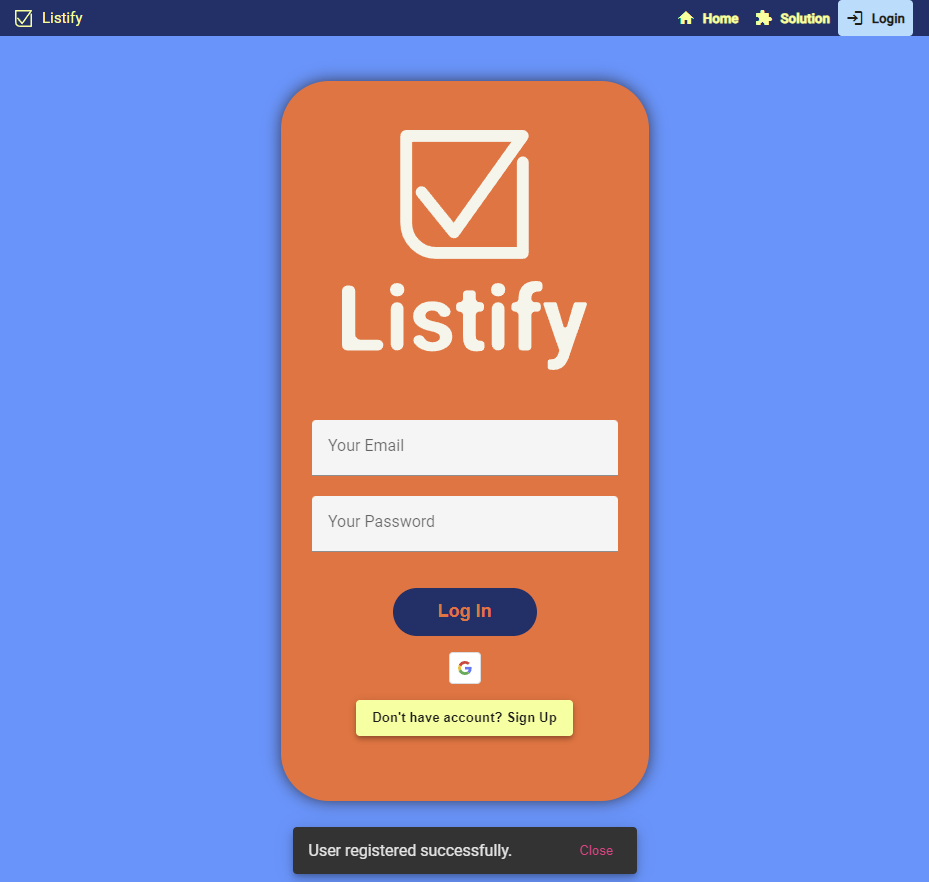 Listify
Home
Solution
Login
Listify
Your Email
Your Password
Log In
Don't have account? Sign Up
User registered successfully.
Close